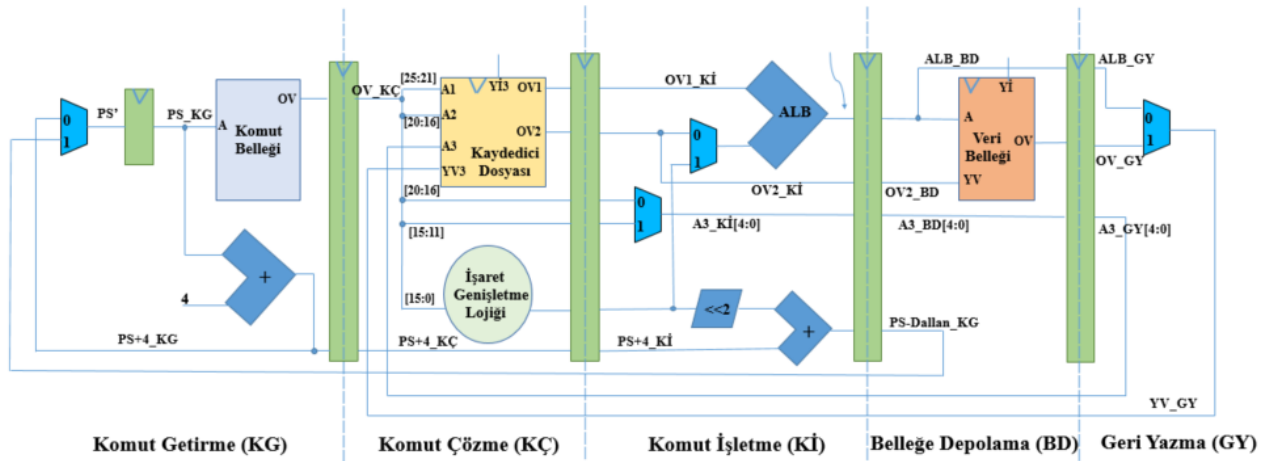 ALB_BD
ALB_GY
[25:21]
OV_KÇ
A1
Yİ3
OV1
OV1_Kİ
Yİ
OV
PS'
PS_KG
A
Komut
Belleği
0
1
A2
[20:16]
OV2
A3
Kaydedici
Dosyası
YV3
ALB
0
1
A
Veri
Belleği
OV
YV
0
1
OV_GY
OV2_Kİ
OV2_BD
[20:16]
0
1
[15:11]
A3_Kİ[4:0]
A3_BD[4:0]
A3_GY[4:0]
+
4
İşaret
Genişletme
Lojiği
[15:0]
<<2
+
PS-Dallan_KG
PS+4_KG
PS+4_KÇ
PS+4_Kİ
YV_GY
Komut Getirme (KG)
Komut Çözme (KÇ)
Komut İşletme (Kİ)
Belleğe Depolama (BD)
Geri Yazma (GY)